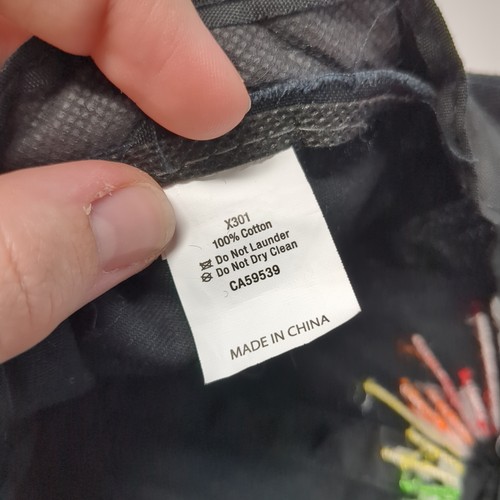 X301
100% Cotton
Do Not Launder
Do Not Dry Clean
CA59539
MADE IN CHINA